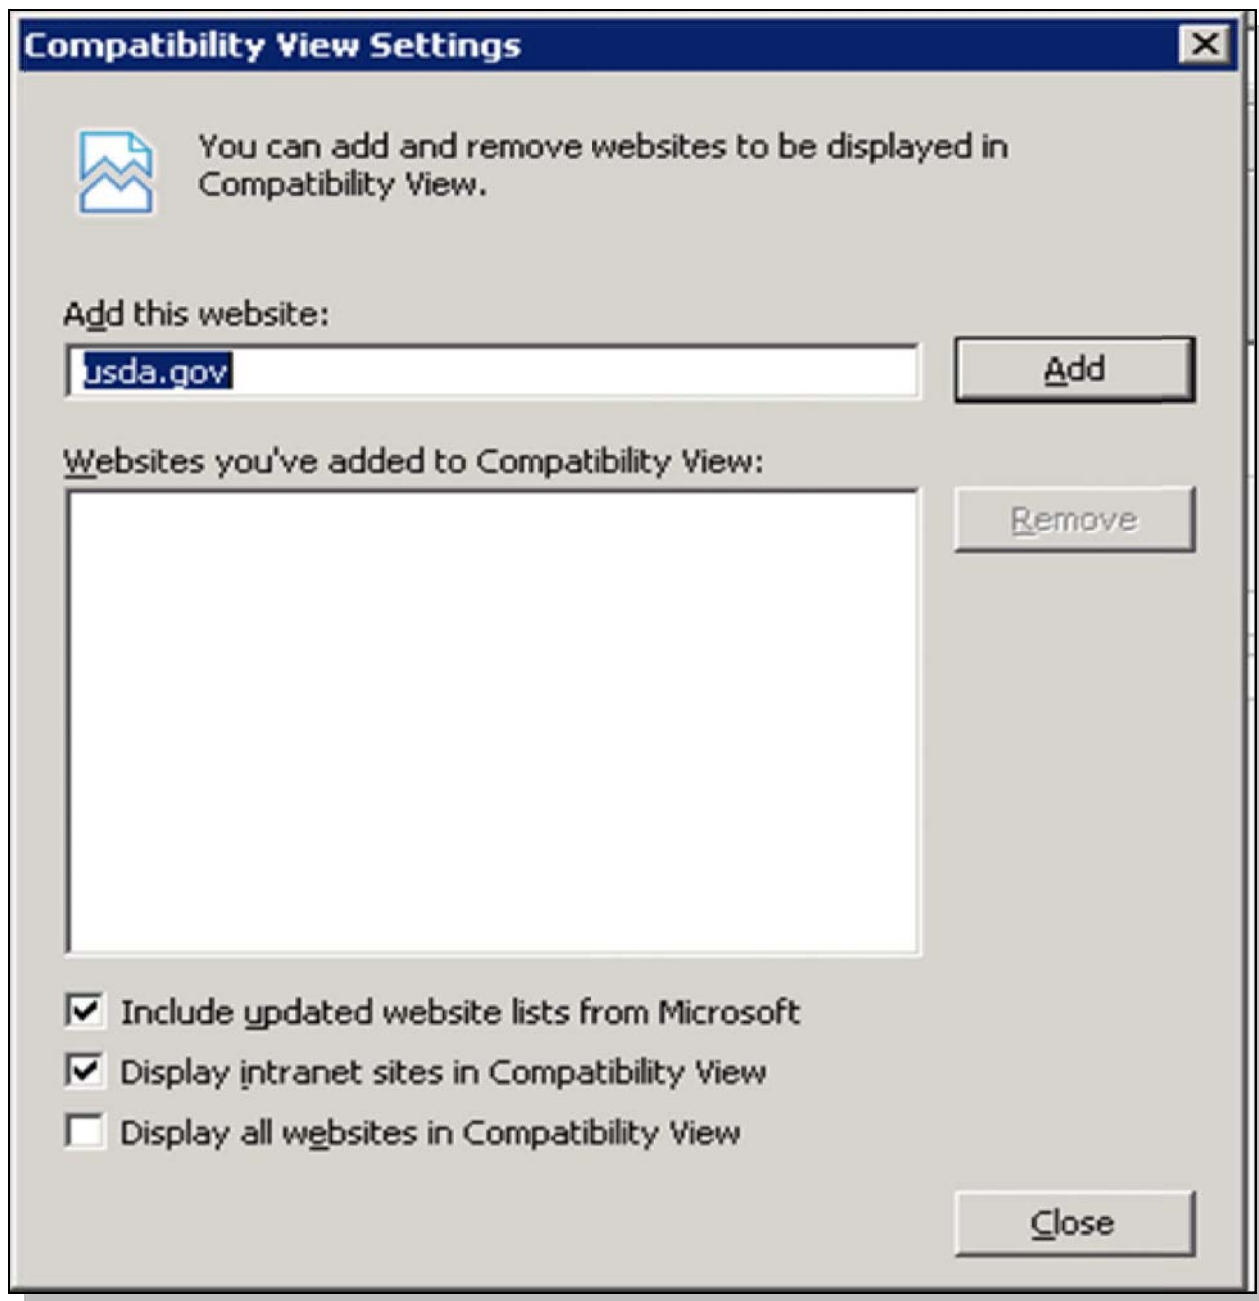 Compatibility View Settings
You can add and remove websites to be displayed in
Compatibility View.
Add this website:
usda.gov
Add
Websites you've added to Compatibility View:
Remove
Include updated website lists from Microsoft
Display intranet sites in Compatibility View
Display all websites in Compatibility View
Close